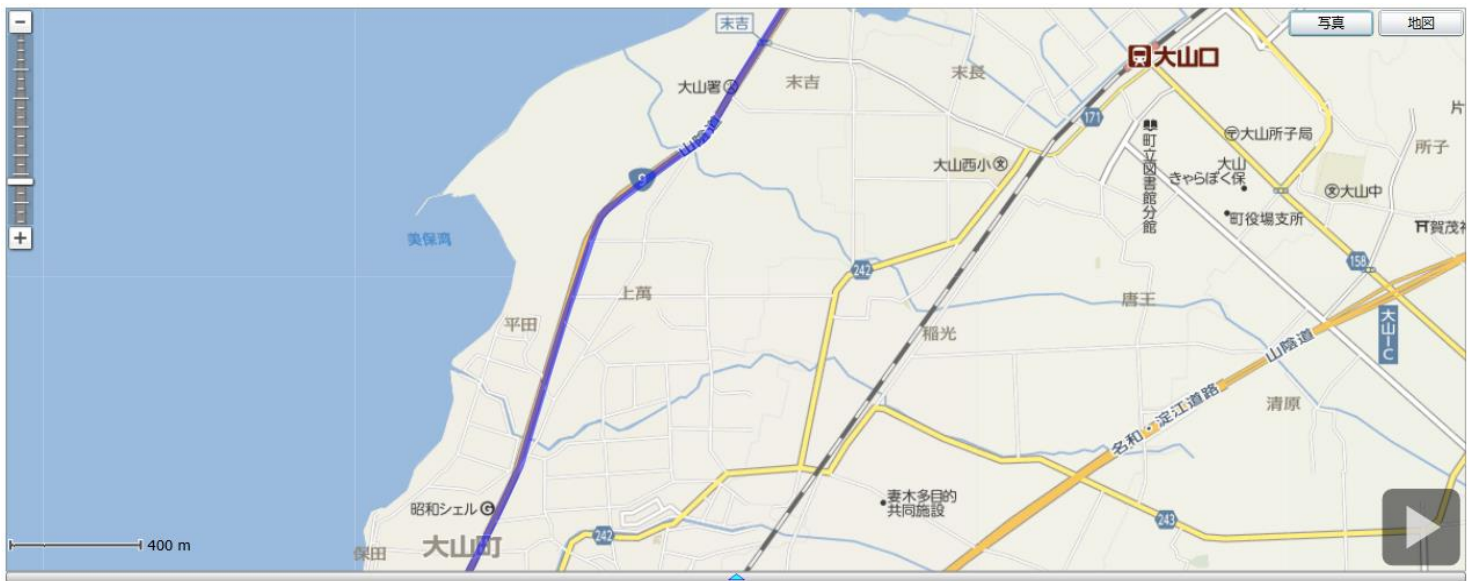 末吉
写真
地図
大山口
大山署
末吉
末長
171
片
山陰道
町立図書館分館
大山所子局
所子
大山西小
大山
きゃらぼく保
大山中
9
町役場支所
賀茂神
美保湾
158
242
上萬
唐王
平田
稲光
大山IC
山陰道
清原
名和・淀江道路
昭和シェル
妻木多目的
共同施設
243
242
大山町
保田
400 m